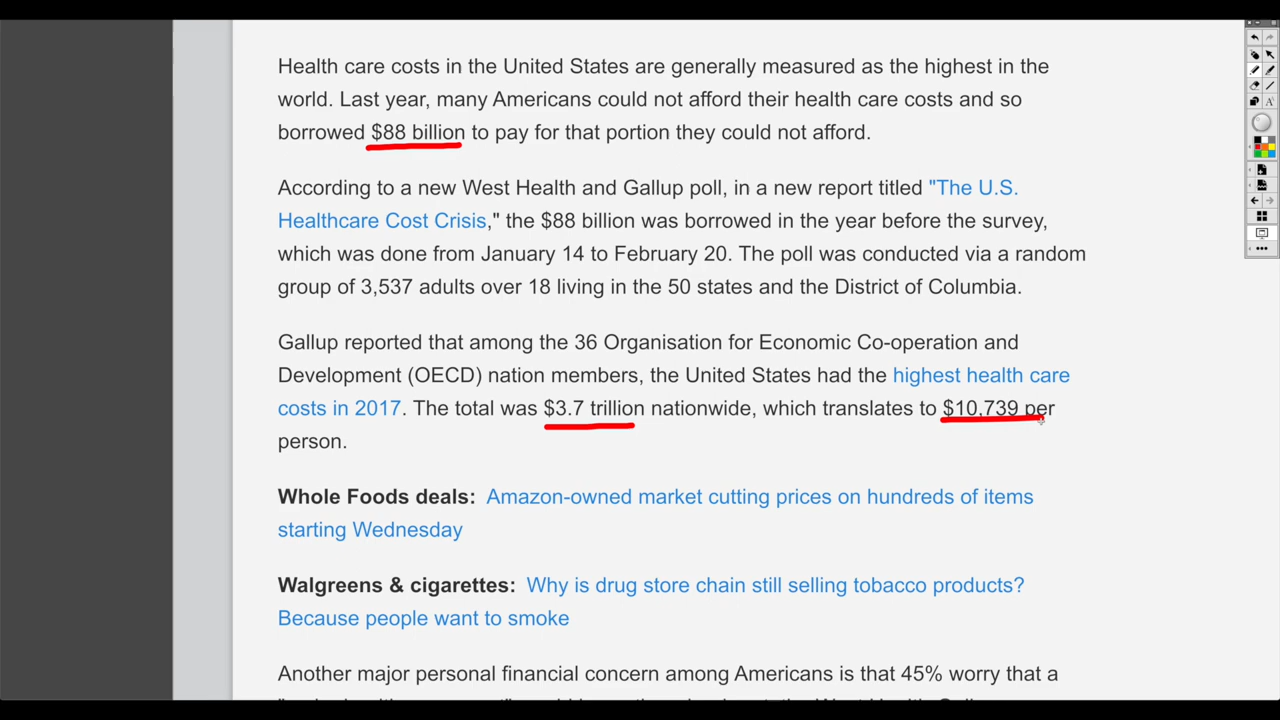 Health care costs in the United States are generally measured as the highest in the
world. Last year, many Americans could not afford their health care costs and so
borrowed $88 billion to pay for that portion they could not afford.
According to a new West Health and Gallup poll, in a new report titled "The U.S.
Healthcare Cost Crisis," the $88 billion was borrowed in the year before the survey,
which was done from January 14 to February 20. The poll was conducted via a random
group of 3,537 adults over 18 living in the 50 states and the District of Columbia.
Gallup reported that among the 36 Organisation for Economic Co-operation and
Development (OECD) nation members, the United States had the highest health care
costs in 2017. The total was $3.7 trillion nationwide, which translates to $10,739 per
person.
Whole Foods deals: Amazon-owned market cutting prices on hundreds of items
starting Wednesday
Walgreens & cigarettes: Why is drug store chain still selling tobacco products?
Because people want to smoke
Another major personal financial concern among Americans is that 45% worry that a